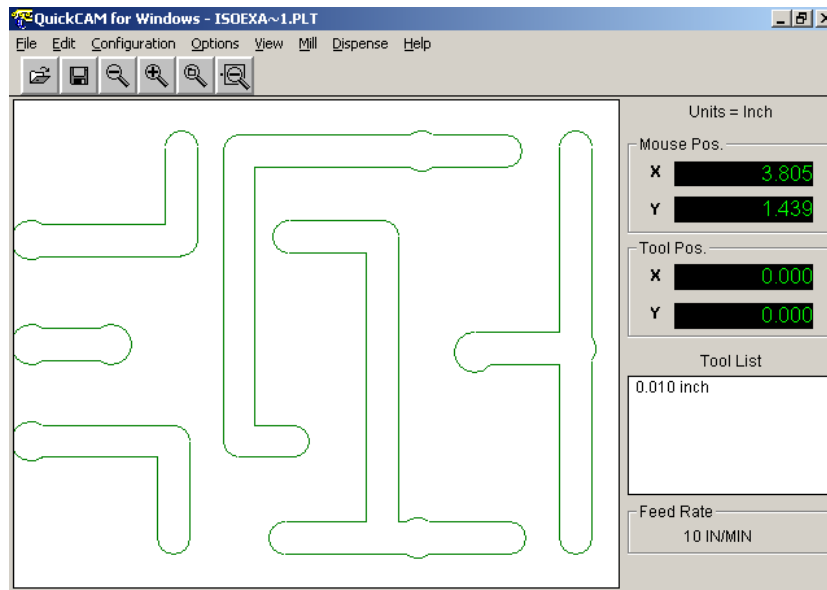 QuickCAM for Windows - ISOEXA~1.PLT
File Edit Configuration Options View Mill Dispense Help
Units = Inch
Mouse Pos.
X 3.805
Y 1.439
Tool Pos.
X 0.000
Y 0.000
Tool List
0.010 inch
Feed Rate
10 IN/MIN